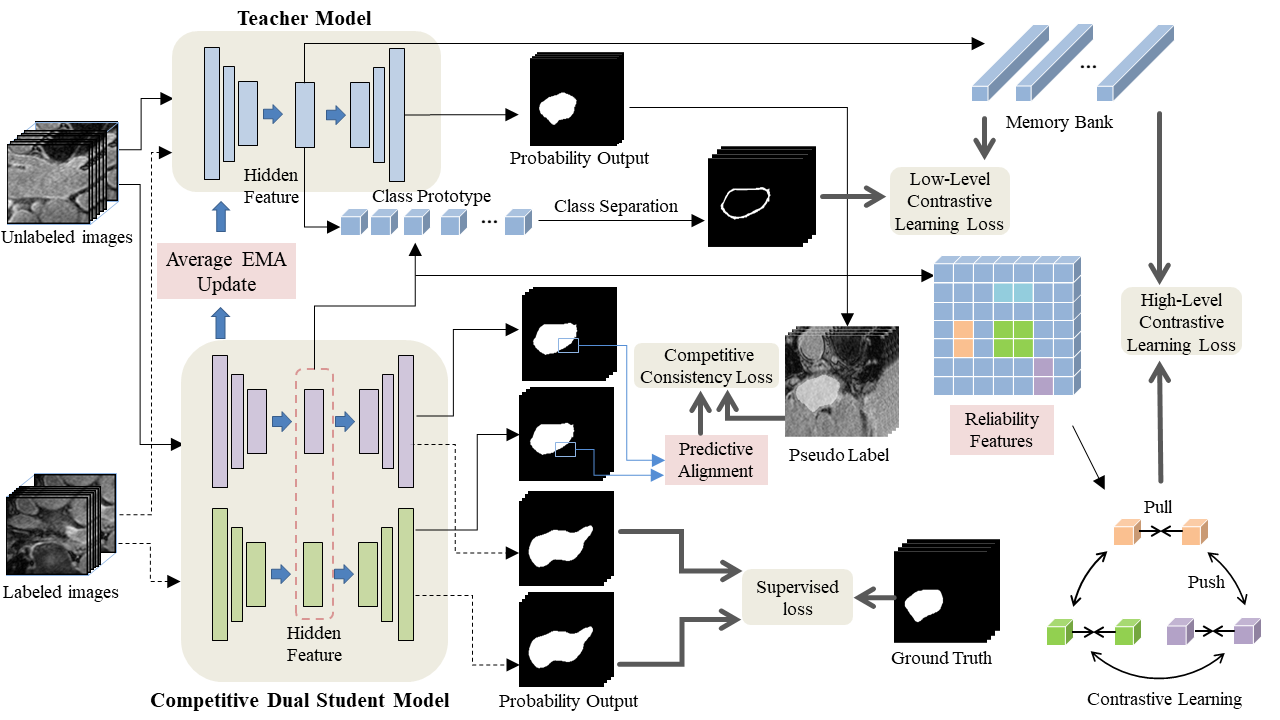 Teacher Model
Hidden
Feature
Probability Output
Memory Bank
...
Unlabeled images
Class Prototype
...
Class Separation
Low-Level
Contrastive
Learning Loss
Average EMA
Update
High-Level
Contrastive
Learning Loss
Competitive
Consistency Loss
Predictive
Alignment
Pseudo Label
Reliability
Features
Labeled images
Hidden
Feature
Competitive Dual Student Model
Probability Output
Supervised
loss
Ground Truth
Pull
Push
Contrastive Learning